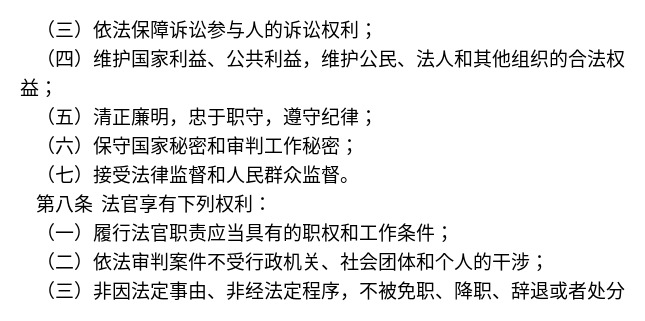 （三）依法保障诉讼参与人的诉讼权利；
（四）维护国家利益、公共利益，维护公民、法人和其他组织的合法权
益；
（五）清正廉明，忠于职守，遵守纪律；
（六）保守国家秘密和审判工作秘密；
（七）接受法律监督和人民群众监督。
第八条 法官享有下列权利：
（一）履行法官职责应当具有的职权和工作条件；
（二）依法审判案件不受行政机关、社会团体和个人的干涉；
（三）非因法定事由、非经法定程序，不被免职、降职、辞退或者处分